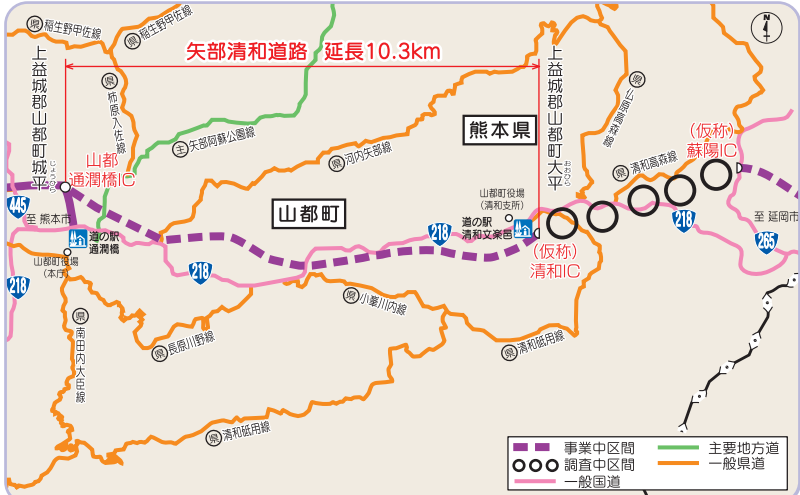 県 稲生野甲佐線
県 稲生野甲佐線
N
矢部清和道路 延長10.3km
上益城郡山都町城平
じょうひら
上益城郡山都町大平
おおひら
県 柿原入佐線
主 矢部阿蘇公園線
県 河内矢部線
熊本県
県
県 清和高森線
(仮称)
蘇陽IC
山都
通潤橋IC
445
至 熊本市
山都町
山都町役場
(清和支所)
道の駅
清和文楽邑
218
218
至 延岡市
265
道の駅
通潤橋
山都町役場
(本庁)
218
218
(仮称)
清和IC
県 小峯川内線
県 南田内大臣線
県 長原川野線
県 清和砥用線
県 清和砥用線
事業中区間
調査中区間
一般国道
主要地方道
一般県道